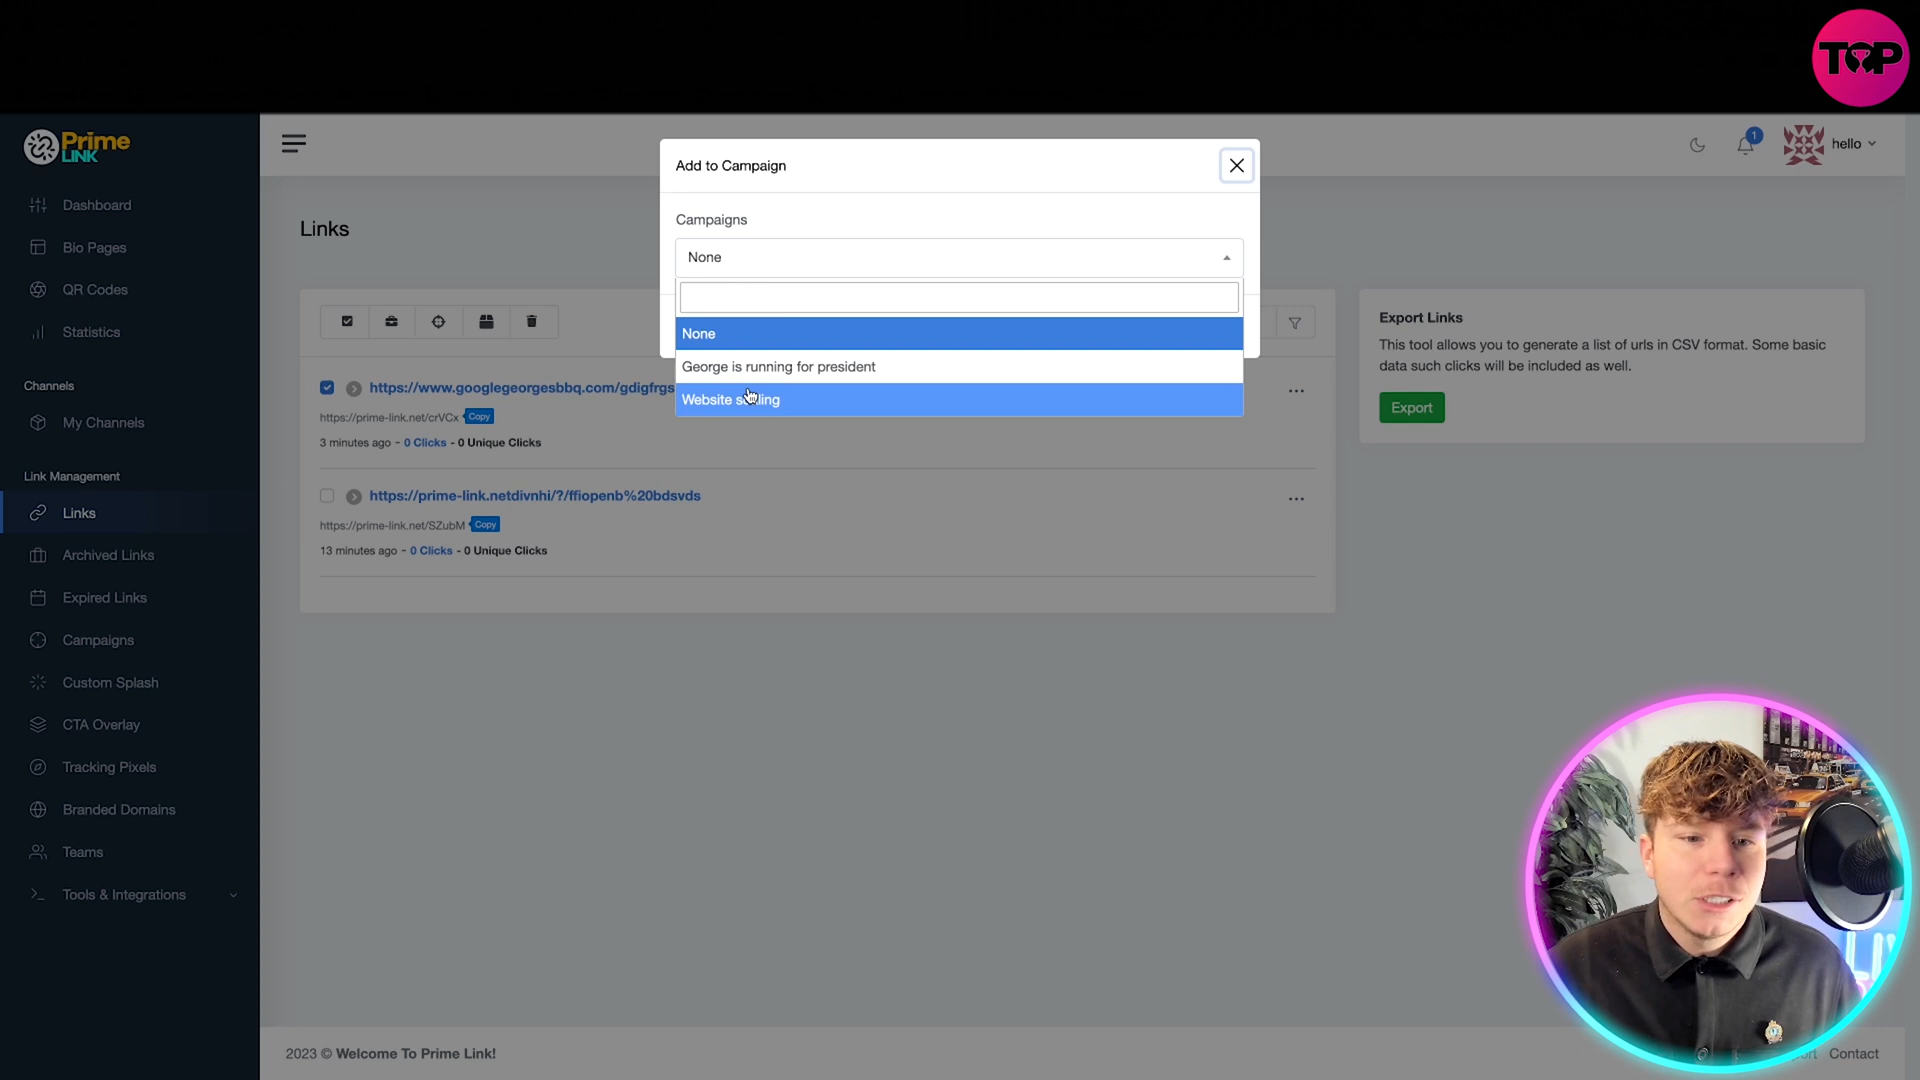 TOP
Prime
LINK
Add to Campaign
1
hello
Dashboard
Campaigns
Links
None
Bio Pages
QR Codes
Export Links
Statistics
None
This tool allows you to generate a list of urls in CSV format. Some basic
data such clicks will be included as well.
George is running for president
Channels
https://www.googlegeorgesbbq.com/gdigfrgs
Website
Export
My Channels
https://prime-link.net/crVCx Copy
3 minutes ago - 0 Clicks - 0 Unique Clicks
Link Management
https://prime-link.netdivnhi/?/ffiopenb%20bdsvds
Links
https://prime-link.net/SZubM Copy
13 minutes ago - 0 Clicks - 0 Unique Clicks
Archived Links
Expired Links
Campaigns
Custom Splash
CTA Overlay
Tracking Pixels
Branded Domains
Teams
Tools & Integrations
2023 © Welcome To Prime Link!
Contact